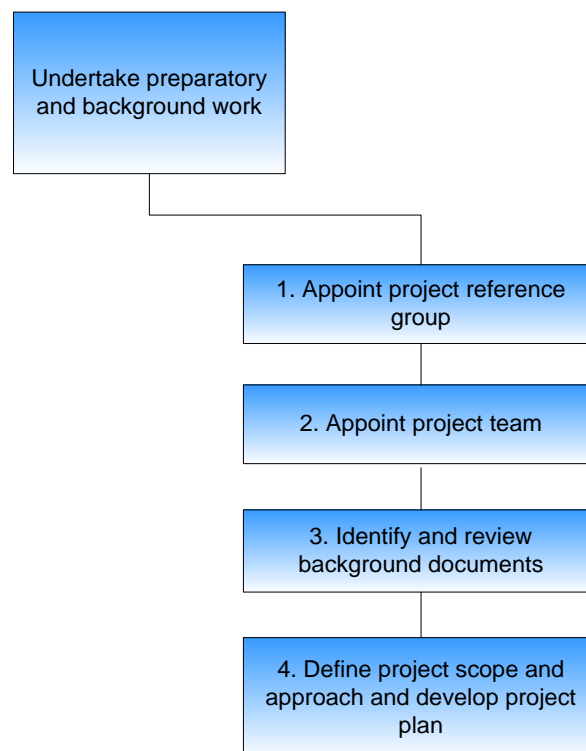 Undertake preparatory
and background work
1. Appoint project reference
group
2. Appoint project team
3. Identify and review
background documents
4. Define project scope and
approach and develop project
plan